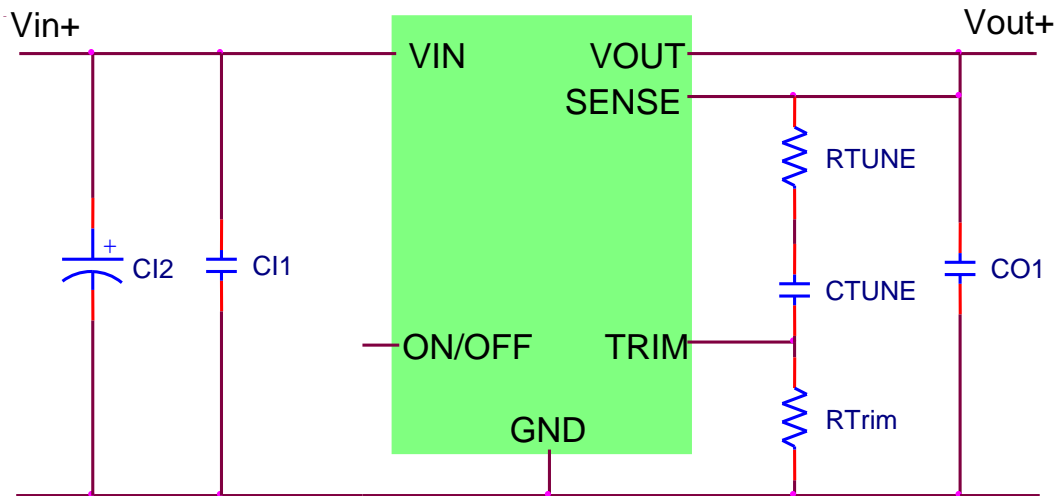 Vin+
Vout+
VIN
VOUT
SENSE
RTUNE
+
CI2
CI1
CTUNE
CO1
ON/OFF
TRIM
RTrim
GND